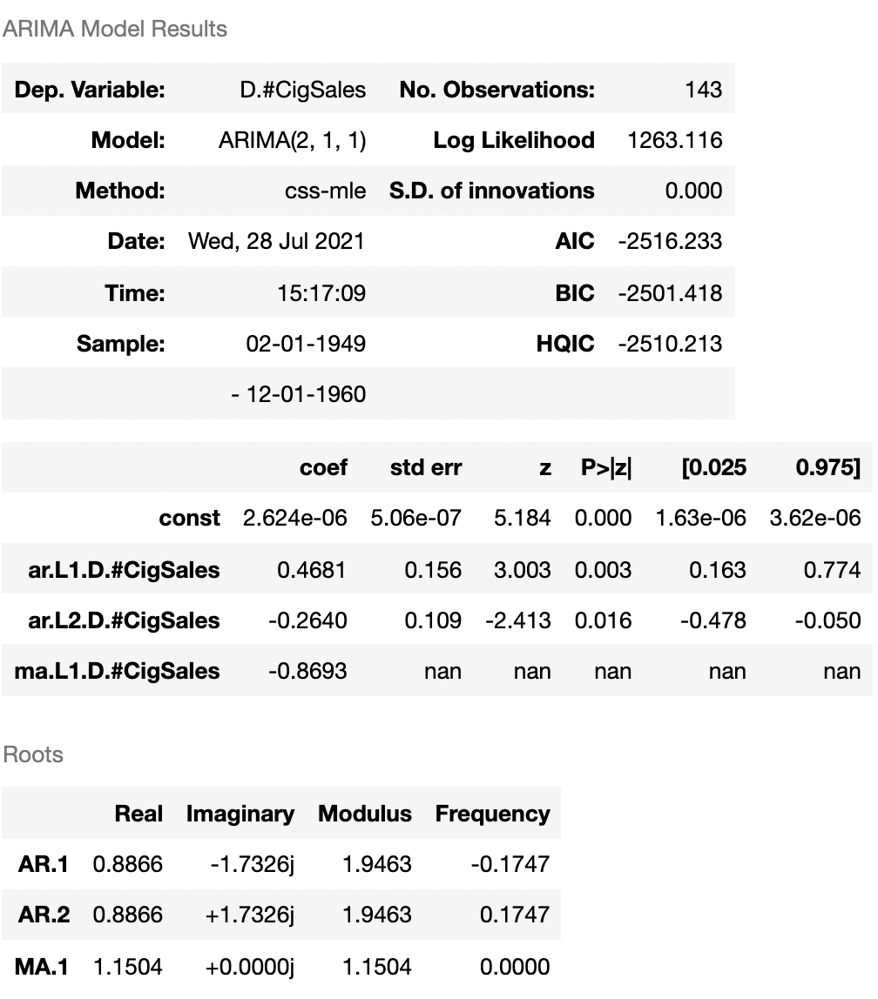 ARIMA Model Results
Dep. Variable: D.#CigSales No. Observations: 143
Model: ARIMA(2, 1, 1) Log Likelihood 1263.116
Method: css-mle S.D. of innovations 0.000
Date: Wed, 28 Jul 2021 AIC -2516.233
Time: 15:17:09 BIC -2501.418
Sample: 02-01-1949 HQIC -2510.213
- 12-01-1960
coef std err z P>|z| [0.025 0.975]
const 2.624e-06 5.06e-07 5.184 0.000 1.63e-06 3.62e-06
ar.L1.D.#CigSales 0.4681 0.156 3.003 0.003 0.163 0.774
ar.L2.D.#CigSales -0.2640 0.109 -2.413 0.016 -0.478 -0.050
ma.L1.D.#CigSales -0.8693 nan nan nan nan nan
Roots
Real Imaginary Modulus Frequency
AR.1 0.8866 -1.7326j 1.9463 -0.1747
AR.2 0.8866 +1.7326j 1.9463 0.1747
MA.1 1.1504 +0.0000j 1.1504 0.0000